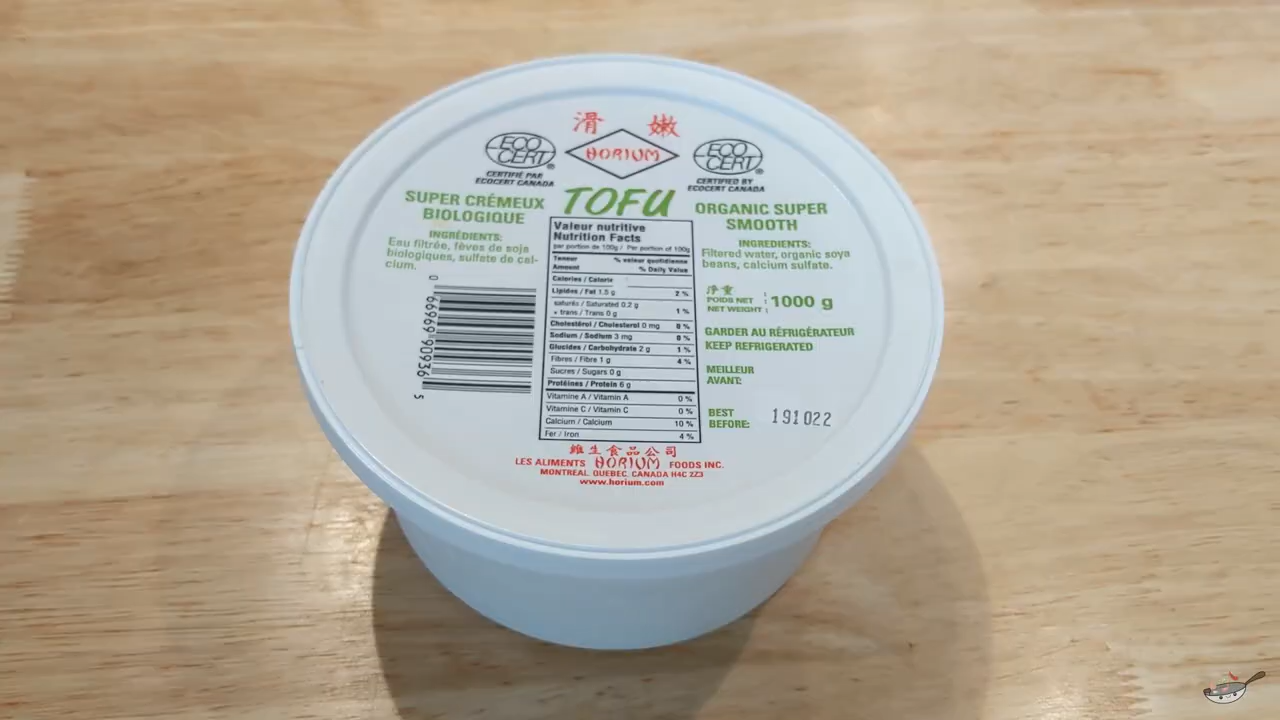 滑 嫩
HORIUM
ECO CERT®
CERTIFIÉ PAR
ECOCERT CANADA
ECO CERT®
CERTIFIED BY
ECOCERT CANADA
TOFU
SUPER CRÉMEUX
BIOLOGIQUE
INGRÉDIENTS:
Eau filtrée, fèves de soja
biologiques, sulfate de cal-
cium.
0 66969 90936 5
Valeur nutritive
Nutrition Facts
par portion de 100g / Per portion of 100g
Teneur % valeur quotidienne
Amount % Daily Value
Calories / Calorie
Lipides / Fat 1.5 g 2 %
saturés / Saturated 0.2 g
+ trans / Trans 0 g 1 %
Cholestérol / Cholesterol 0 mg 0 %
Sodium / Sodium 3 mg 0 %
Glucides / Carbohydrate 2 g 1 %
Fibres / Fibre 1 g 4 %
Sucres / Sugars 0 g
Protéines / Protein 6 g
Vitamine A / Vitamin A 0 %
Vitamine C / Vitamin C 0 %
Calcium / Calcium 10 %
Fer / Iron 4 %
ORGANIC SUPER
SMOOTH
INGREDIENTS:
Filtered water, organic soya
beans, calcium sulfate.
淨重 :
POIDS NET : 1000 g
NET WEIGHT :
GARDER AU RÉFRIGÉRATEUR
KEEP REFRIGERATED
MEILLEUR
AVANT:
BEST
BEFORE: 191022
維生食品公司
LES ALIMENTS HORIUM FOODS INC.
MONTREAL, QUEBEC, CANADA H4C 2Z3
www.horium.com